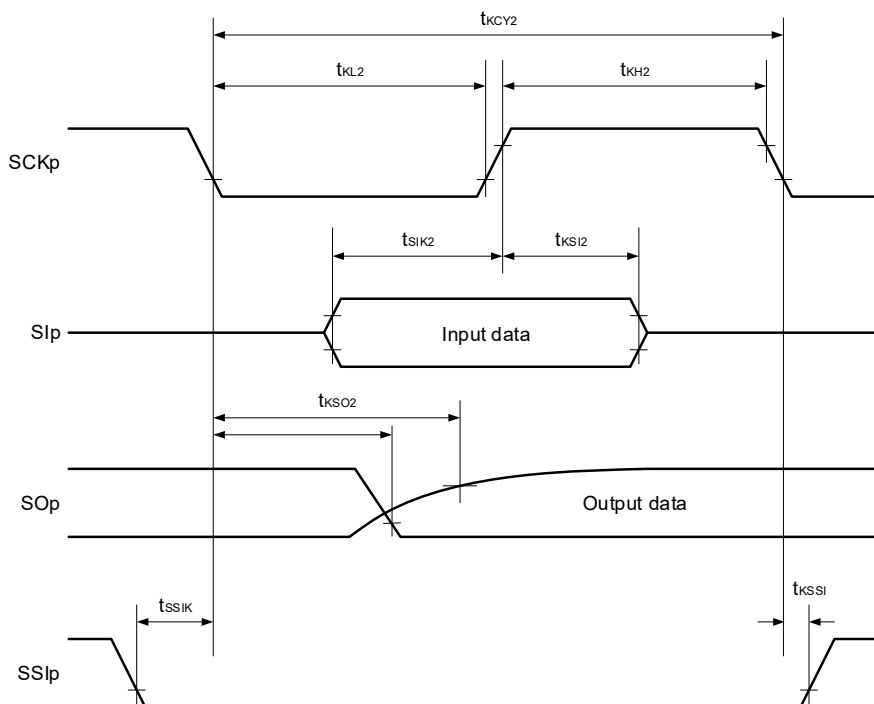 tKCY2
tKL2
tKH2
SCKp
tSIK2
tKSI2
SIp
Input data
tKSO2
SOp
Output data
tSSIK
tKSSI
SSIp